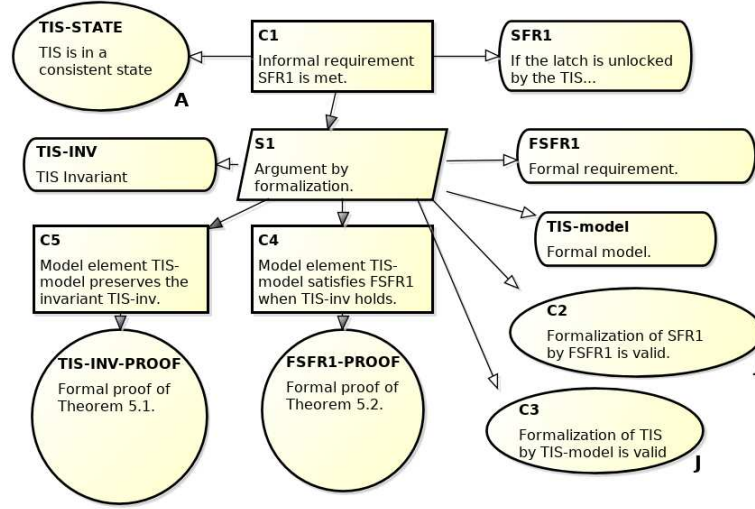 TIS-STATE
TIS is in a
consistent state
A
C1
Informal requirement
SFR1 is met.
SFR1
If the latch is unlocked
by the TIS...
TIS-INV
TIS Invariant
S1
Argument by
formalization.
FSFR1
Formal requirement.
TIS-model
Formal model.
C5
Model element TIS-
model preserves the
invariant TIS-inv.
C4
Model element TIS-
model satisfies FSFR1
when TIS-inv holds.
C2
Formalization of SFR1
by FSFR1 is valid.
TIS-INV-PROOF
Formal proof of
Theorem 5.1.
FSFR1-PROOF
Formal proof of
Theorem 5.2.
C3
Formalization of TIS
by TIS-model is valid
J